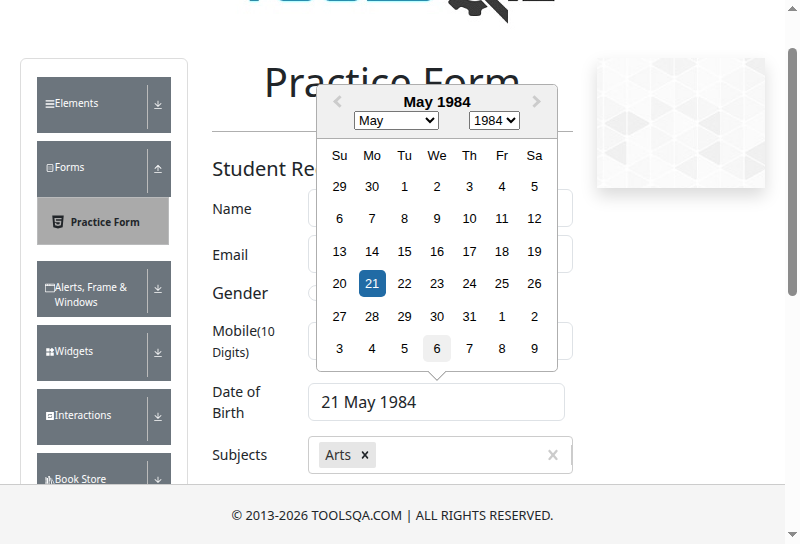 Elements
Forms
Practice Form
Alerts, Frame &
Windows
Widgets
Interactions
Book Store
Practice Form
Student Re
Name
Email
Gender
Mobile(10
Digits)
Date of
Birth
21 May 1984
Subjects
Arts
May 1984
May 1984
Su Mo Tu We Th Fr Sa
29 30 1 2 3 4 5
6 7 8 9 10 11 12
13 14 15 16 17 18 19
20 21 22 23 24 25 26
27 28 29 30 31 1 2
3 4 5 6 7 8 9
© 2013-2026 TOOLSQA.COM | ALL RIGHTS RESERVED.